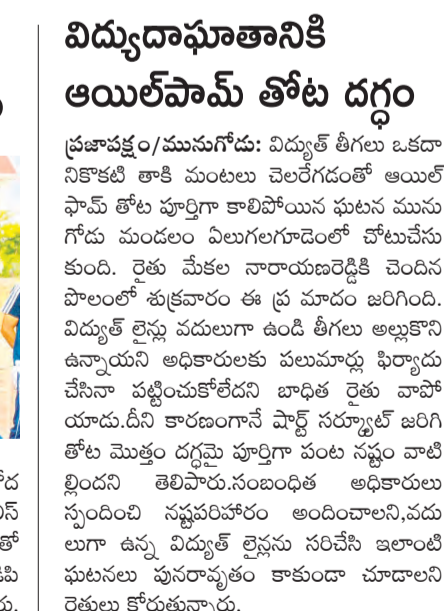 విద్యుదాఘాతానికి
ఆయిల్‌పామ్ తోట దగ్ధం
ప్రజాపక్షం/మునుగోడు: విద్యుత్ తీగలు ఒకదా
నికొకటి తాకి మంటలు చెలరేగడంతో ఆయిల్
ఫామ్ తోట పూర్తిగా కాలిపోయిన ఘటన మును
గోడు మండలం ఏలుగలగూడెంలో చోటుచేసు
కుంది. రైతు మేకల నారాయణరెడ్డికి చెందిన
పొలంలో శుక్రవారం ఈ ప్ర మాదం జరిగింది.
విద్యుత్ లైన్లు వదులుగా ఉండి తీగలు అల్లుకొని
ఉన్నాయని అధికారులకు పలుమార్లు ఫిర్యాదు
చేసినా పట్టించుకోలేదని బాధిత రైతు వాపో
యాడు.దీని కారణంగానే షార్ట్ సర్క్యూట్ జరిగి
తోట మొత్తం దగ్ధమై పూర్తిగా పంట నష్టం వాటి
ల్లిందని తెలిపారు.సంబంధిత అధికారులు
స్పందించి నష్టపరిహారం అందించాలని,వదు
లుగా ఉన్న విద్యుత్ లైన్లను సరిచేసి ఇలాంటి
ఘటనలు పునరావృతం కాకుండా చూడాలని
రైతులు కోరుతున్నారు.